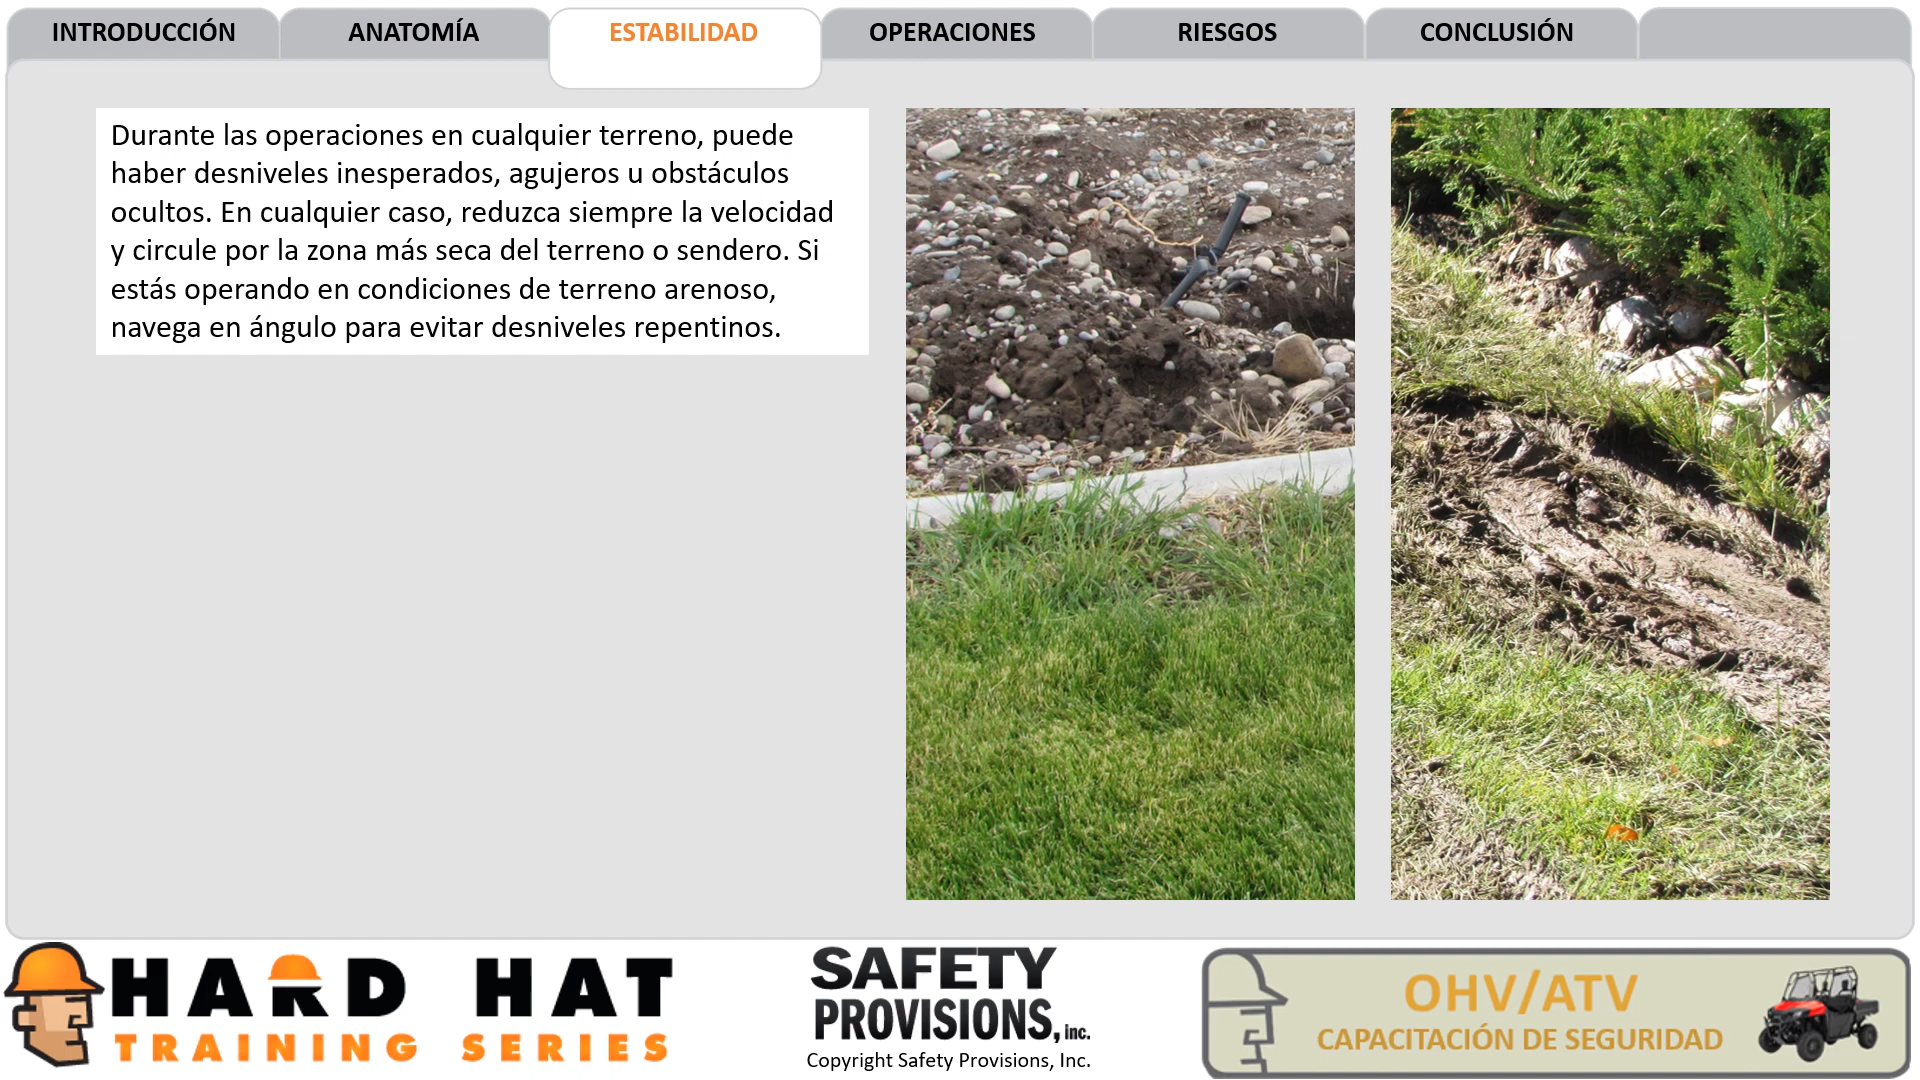 INTRODUCCIÓN
ANATOMÍA
ESTABILIDAD
OPERACIONES
RIESGOS
CONCLUSIÓN
Durante las operaciones en cualquier terreno, puede
haber desniveles inesperados, agujeros u obstáculos
ocultos. En cualquier caso, reduzca siempre la velocidad
y circule por la zona más seca del terreno o sendero. Si
estás operando en condiciones de terreno arenoso,
navega en ángulo para evitar desniveles repentinos.
HARD HAT
TRAINING SERIES
SAFETY
PROVISIONS, inc.
Copyright Safety Provisions, Inc.
OHV/ATV
CAPACITACIÓN DE SEGURIDAD